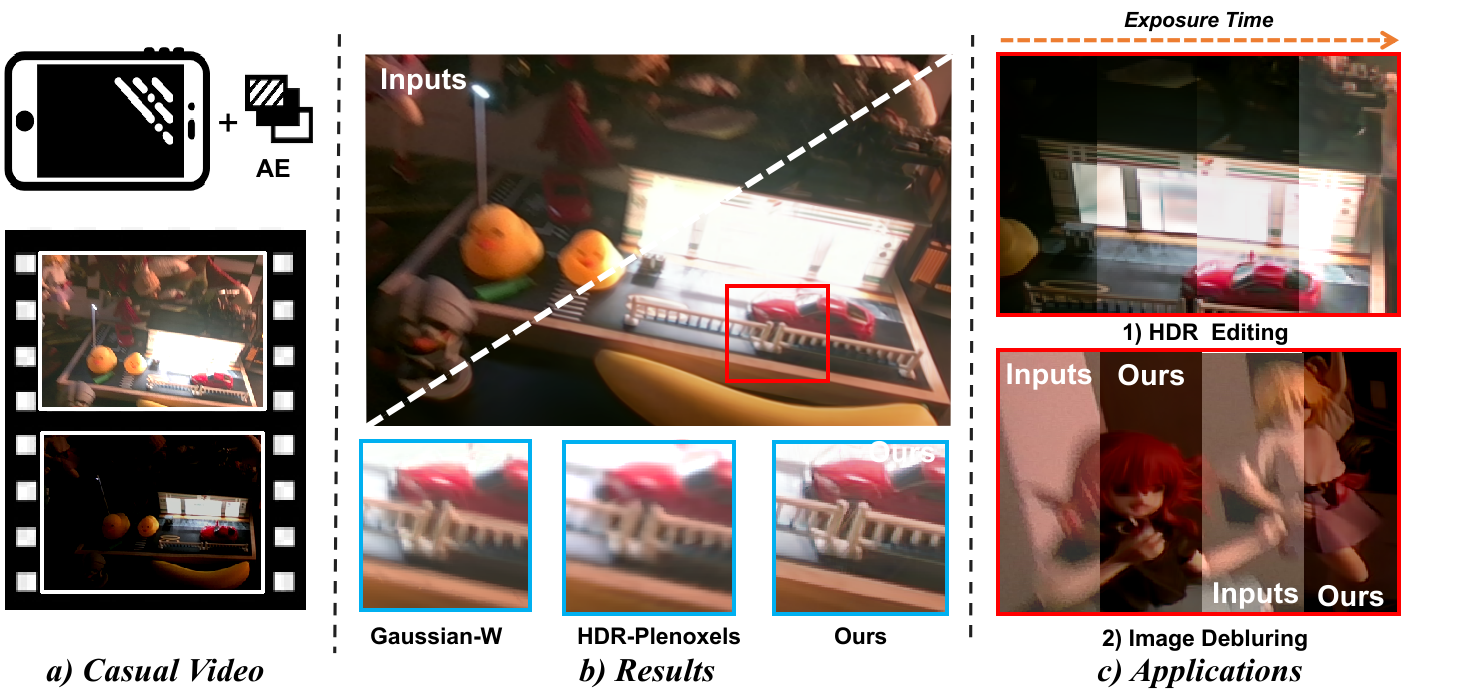 AE
a) Casual Video
Inputs
Ours
Gaussian-W
HDR-Plenoxels
Ours
b) Results
Exposure Time
1) HDR Editing
Inputs
Ours
Inputs
Ours
2) Image Debluring
c) Applications